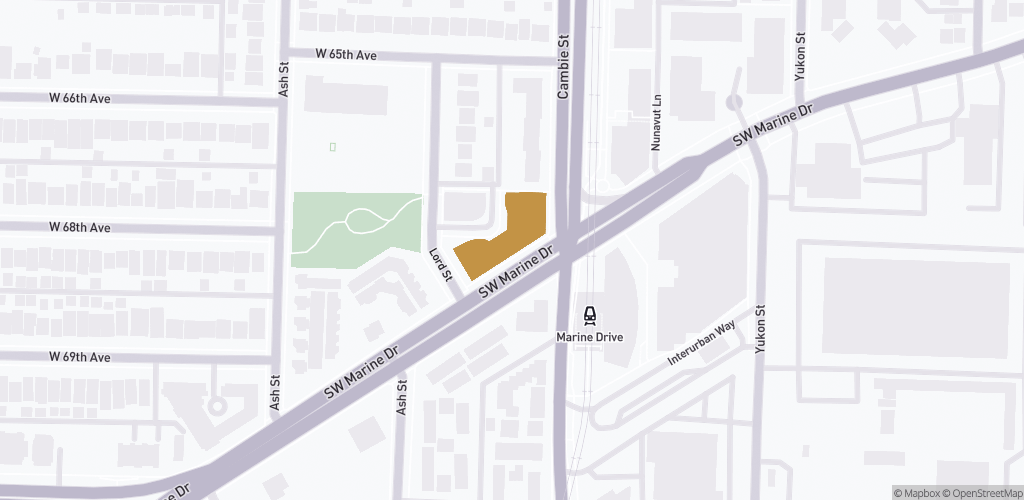 W 65th Ave
Cambie St
Yukon St
Ash St
W 66th Ave
Nunavut Ln
SW Marine Dr
W 68th Ave
Lord St
SW Marine Dr
Marine Drive
Interurban Way
Yukon St
W 69th Ave
SW Marine Dr
Ash St
Ash St
ne Dr
© Mapbox © OpenStreetMap